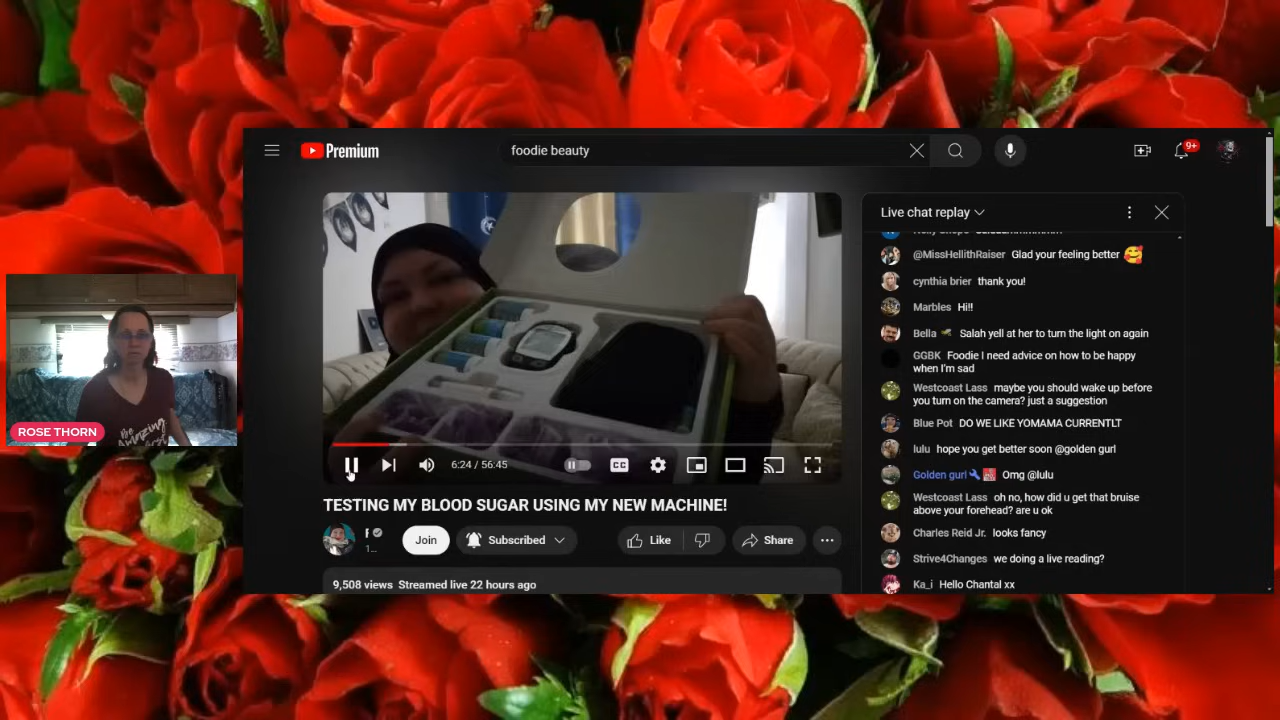 Premium
foodie beauty
9+
Live chat replay
@MissHellithRaiser Glad your feeling better
cynthia brier thank you!
Marbles Hi!!
Bella Salah yell at her to turn the light on again
GGBK Foodie I need advice on how to be happy
when I'm sad
Westcoast Lass maybe you should wake up before
you turn on the camera? just a suggestion
Blue Pot DO WE LIKE YOMAMA CURRENTLT
lulu hope you get better soon @golden gurl
Golden gurl Omg @lulu
Westcoast Lass oh no, how did u get that bruise
above your forehead? are u ok
Charles Reid Jr. looks fancy
Strive4Changes we doing a live reading?
Ka_i Hello Chantal xx
Be
Amazing
ROSE THORN
6:24 / 56:45
CC
TESTING MY BLOOD SUGAR USING MY NEW MACHINE!
1...
Join
Subscribed
Like
Share
9,508 views Streamed live 22 hours ago